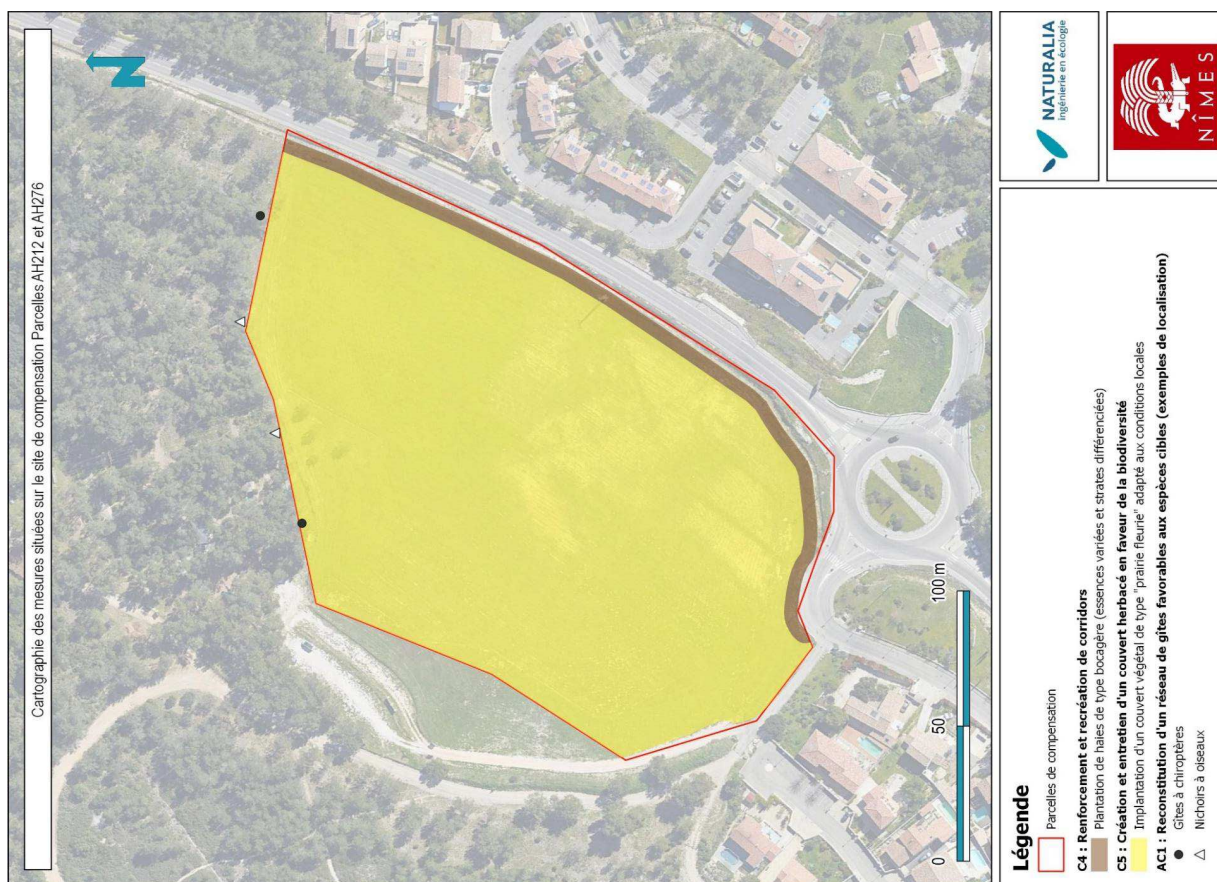 Cartographie des mesures situées sur le site de compensation Parcelles AH212 et AH276
N
0 50 100 m
Légende
Parcelles de compensation
C4 : Renforcement et recréation de corridors
Plantation de haies de type bocagère (essences variées et strates différenciées)
C5 : Création et entretien d'un couvert herbacé en faveur de la biodiversité
Implantation d'un couvert végétal de type "prairie fleurie" adapté aux conditions locales
AC1 : Reconstitution d'un réseau de gîtes favorables aux espèces cibles (exemples de localisation)
Gîtes à chiroptères
Nichoirs à oiseaux
NATURALIA
ingénierie en écologie
NÎMES